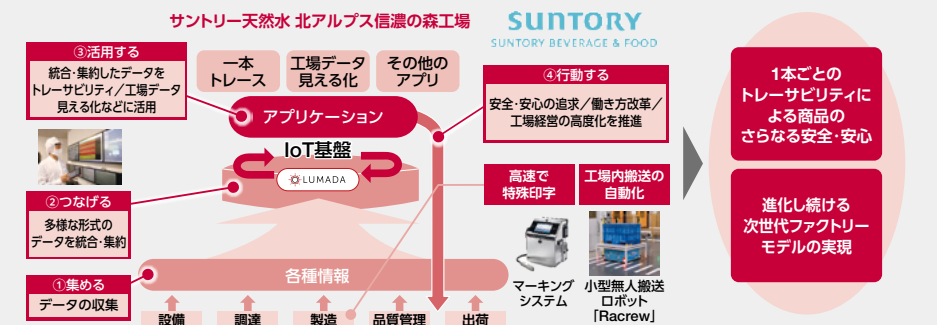 サントリー天然水 北アルプス信濃の森工場
SUNTORY
SUNTORY BEVERAGE & FOOD
③活用する
統合・集約したデータを
トレーサビリティ／工場データ
見える化などに活用
一本
トレース
工場データ
見える化
その他の
アプリ
アプリケーション
④行動する
安全・安心の追求／働き方改革／
工場経営の高度化を推進
IoT基盤
LUMADA
②つなげる
多様な形式の
データを統合・集約
①集める
データの収集
各種情報
設備
調達
製造
品質管理
出荷
高速で
特殊印字
マーキング
システム
工場内搬送の
自動化
小型無人搬送
ロボット
「Racrew」
1本ごとの
トレーサビリティに
よる商品の
さらなる安全・安心
進化し続ける
次世代ファクトリー
モデルの実現